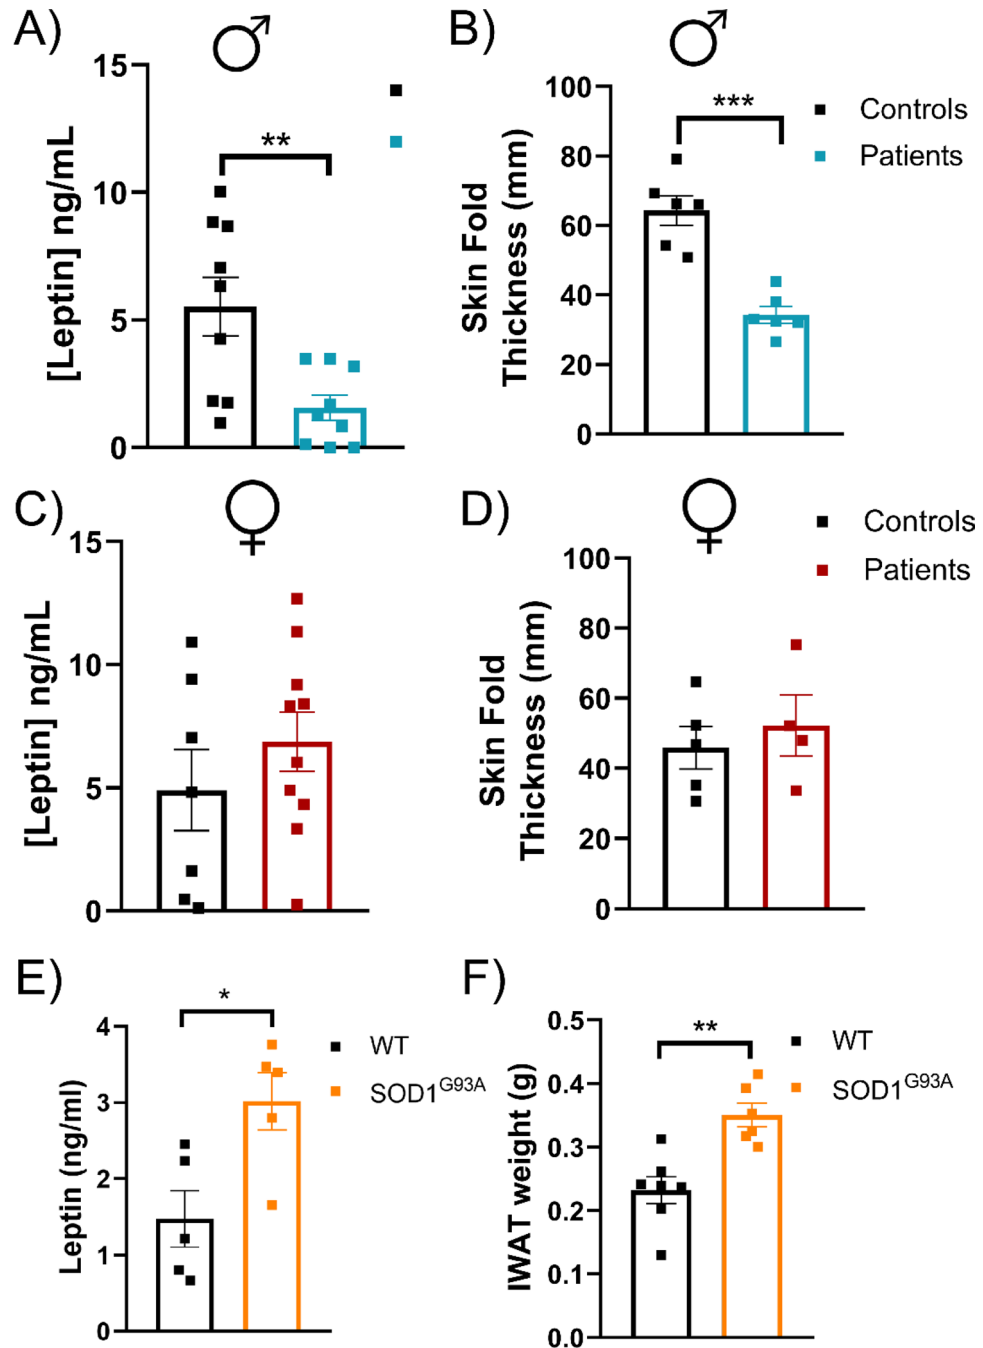 A)
[Leptin] ng/mL
15
10
5
0
**
B)
Skin Fold
Thickness (mm)
100
80
60
40
20
0
***
Controls
Patients
C)
[Leptin] ng/mL
15
10
5
0
D)
Skin Fold
Thickness (mm)
100
80
60
40
20
0
Controls
Patients
E)
Leptin (ng/ml)
4
3
2
1
0
*
WT
SOD1G93A
F)
IWAT weight (g)
0.5
0.4
0.3
0.2
0.1
0.0
**
WT
SOD1G93A